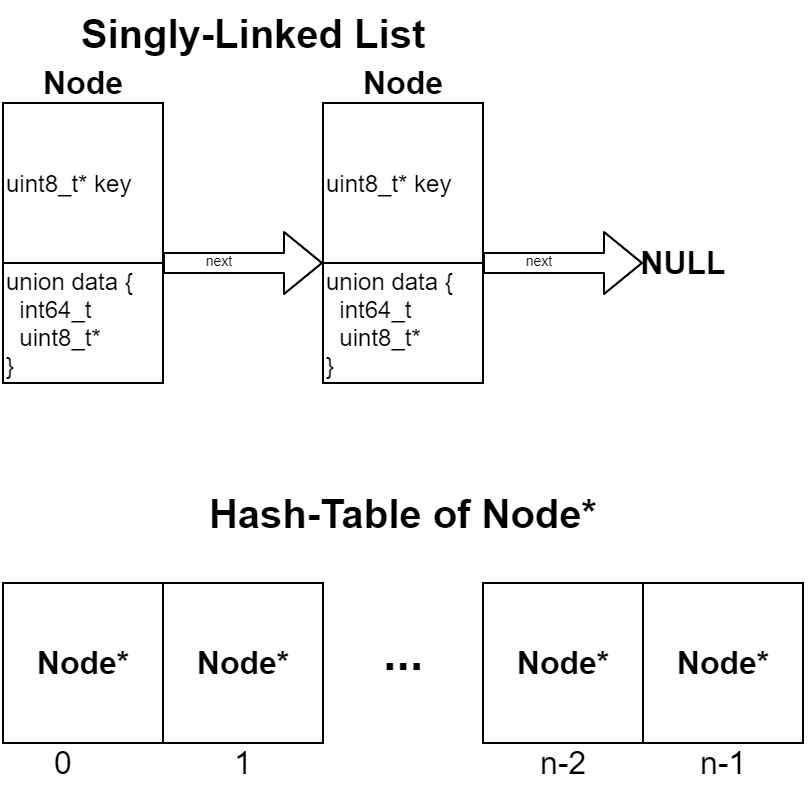 Singly-Linked List
Node
Node
uint8_t* key
uint8_t* key
next
next
NULL
union data {
int64_t
uint8_t*
}
union data {
int64_t
uint8_t*
}
Hash-Table of Node*
Node*
Node*
...
Node*
Node*
0
1
n-2
n-1